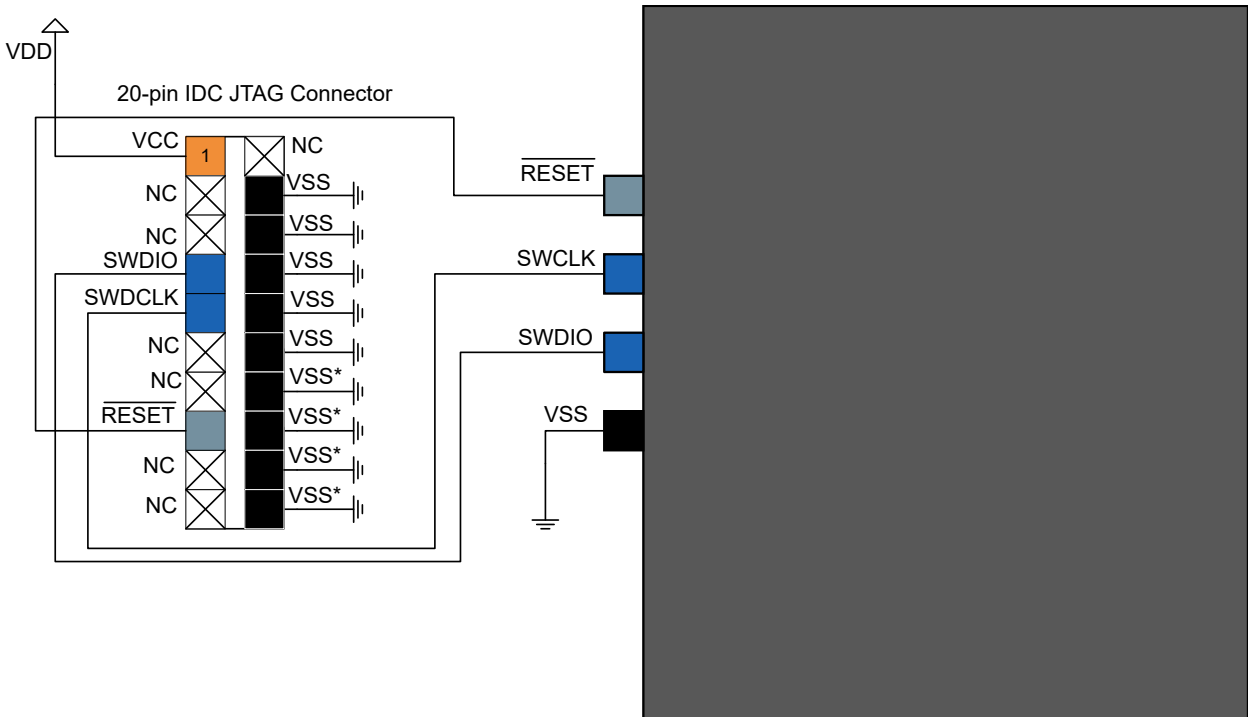 VDD
20-pin IDC JTAG Connector
VCC
1
NC
NC
VSS
NC
VSS
SWDIO
VSS
SWDCLK
VSS
NC
VSS
NC
VSS*
RESET
VSS*
NC
VSS*
NC
VSS*
RESET
SWCLK
SWDIO
VSS